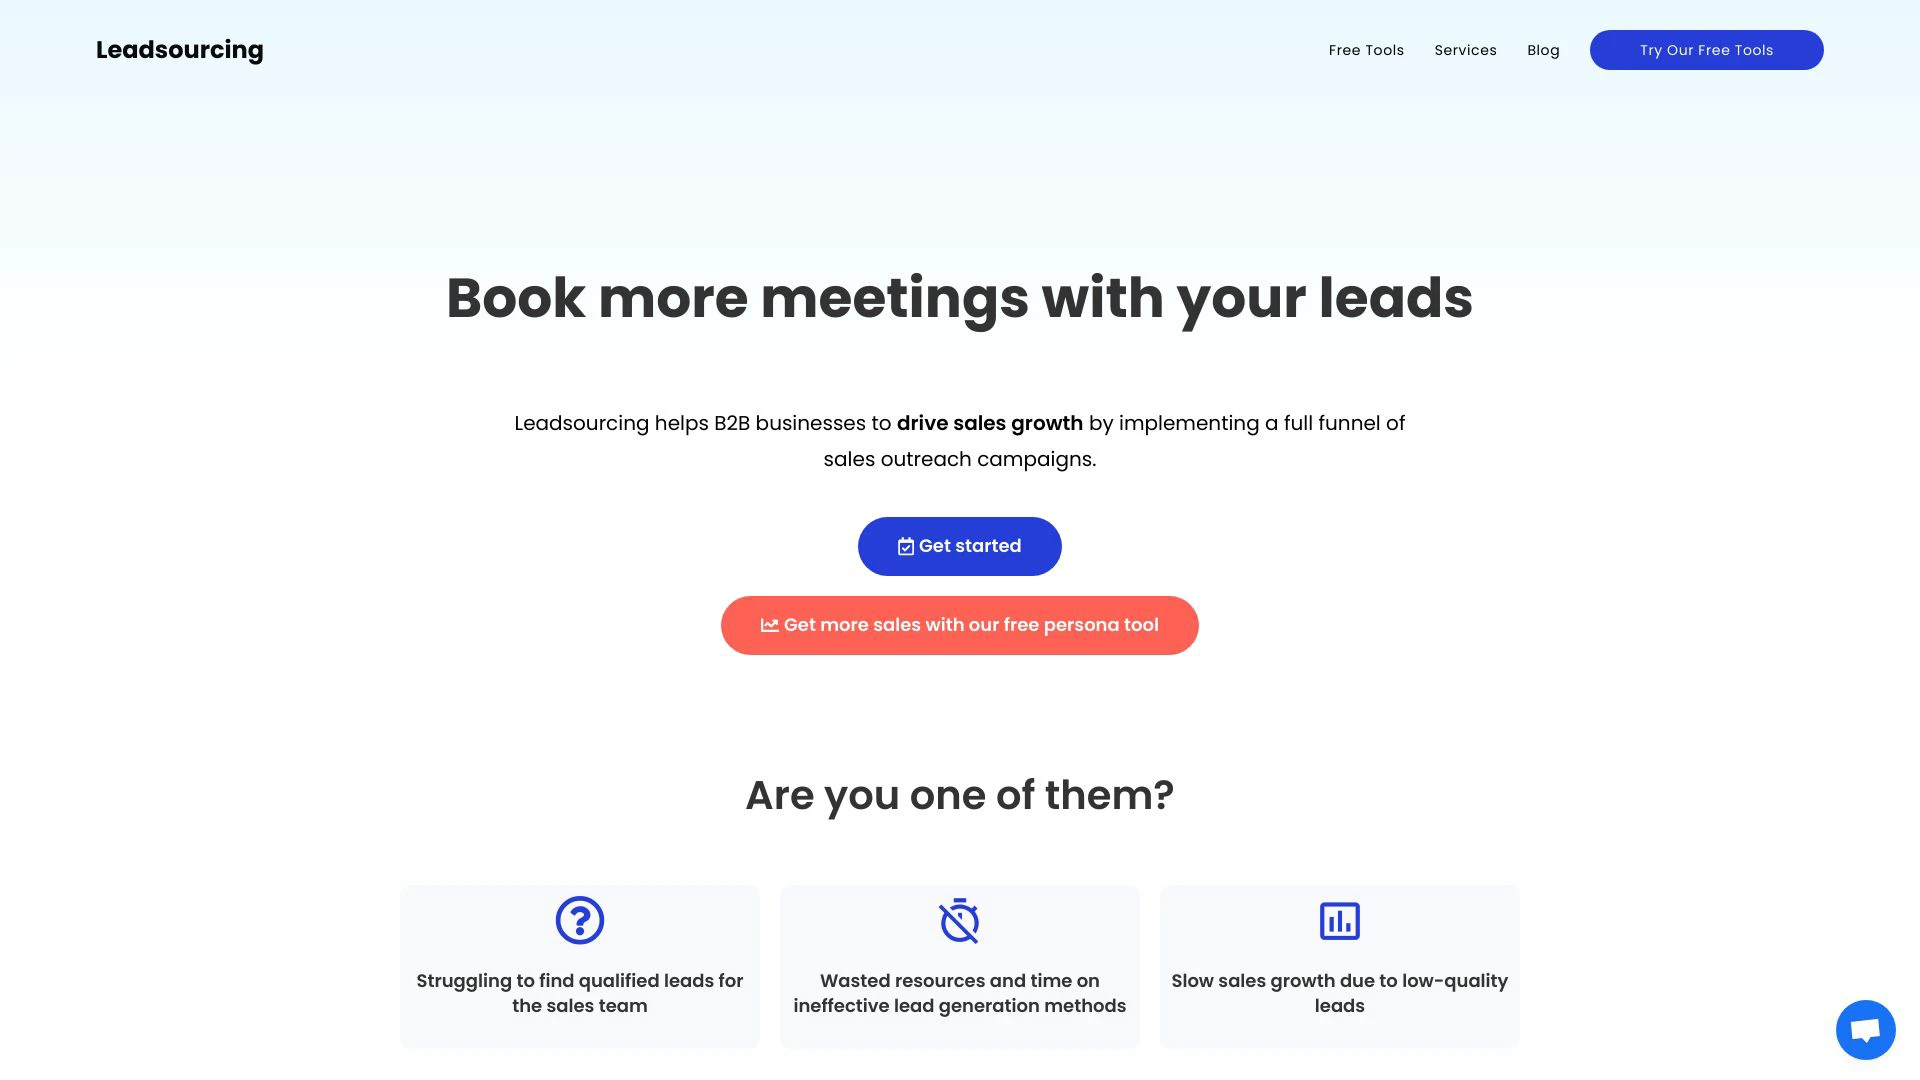 Leadsourcing
Free Tools
Services
Blog
Try Our Free Tools
Book more meetings with your leads
Leadsourcing helps B2B businesses to drive sales growth by implementing a full funnel of
sales outreach campaigns.
Get started
Get more sales with our free persona tool
Are you one of them?
Struggling to find qualified leads for
the sales team
Wasted resources and time on
ineffective lead generation methods
Slow sales growth due to low-quality
leads